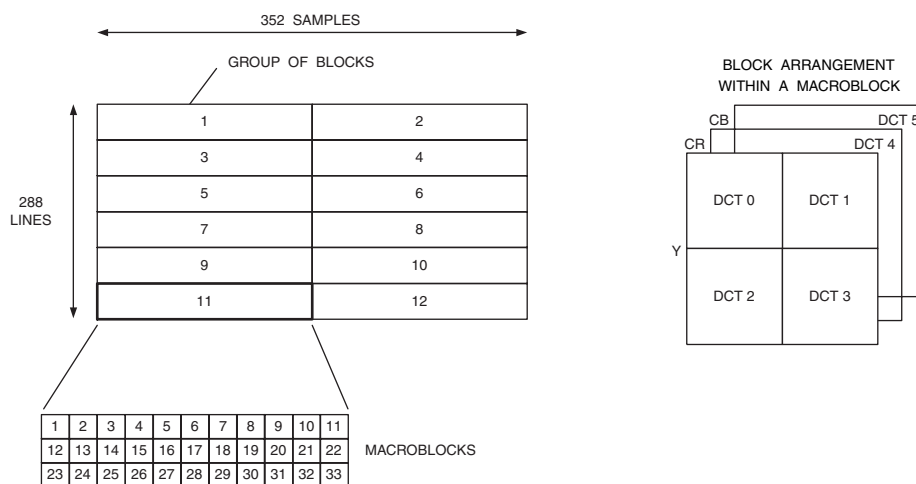 352 SAMPLES
GROUP OF BLOCKS
1 2
3 4
5 6
7 8
9 10
11 12
288
LINES
1 2 3 4 5 6 7 8 9 10 11
12 13 14 15 16 17 18 19 20 21 22
23 24 25 26 27 28 29 30 31 32 33
MACROBLOCKS
BLOCK ARRANGEMENT
WITHIN A MACROBLOCK
CB DCT 5
CR DCT 4
DCT 0 DCT 1
Y
DCT 2 DCT 3